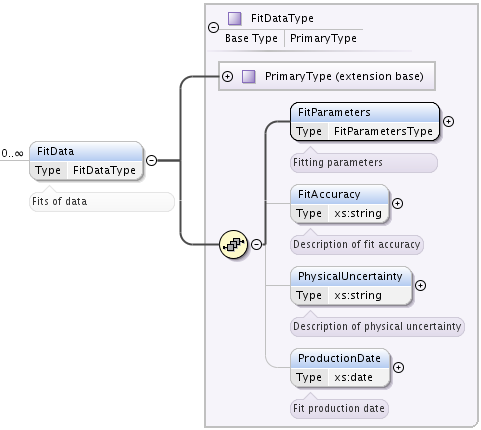 FitDataType
Base Type PrimaryType
PrimaryType (extension base)
FitParameters
Type FitParametersType
Fitting parameters
0..∞
FitData
Type FitDataType
Fits of data
FitAccuracy
Type xs:string
Description of fit accuracy
PhysicalUncertainty
Type xs:string
Description of physical uncertainty
ProductionDate
Type xs:date
Fit production date